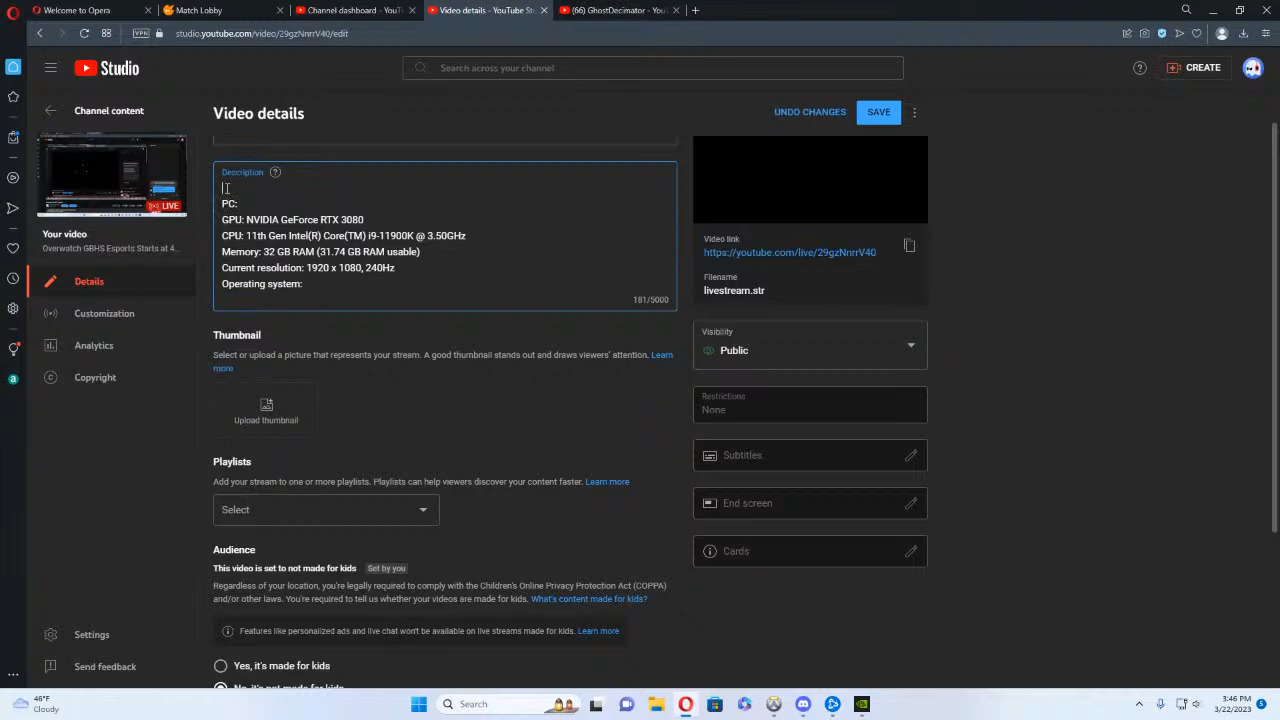 Welcome to Opera
Match Lobby
Channel dashboard - YouT
Video details - YouTube St
(66) GhostDecimator - YouT
VPN
studio.youtube.com/video/29gzNnrrV40/edit
Studio
Search across your channel
CREATE
Channel content
Video details
UNDO CHANGES
SAVE
Description
PC:
GPU: NVIDIA GeForce RTX 3080
CPU: 11th Gen Intel(R) Core(TM) i9-11900K @ 3.50GHz
Memory: 32 GB RAM (31.74 GB RAM usable)
Current resolution: 1920 x 1080, 240Hz
Operating system:
181/5000
LIVE
Your video
Overwatch GBHS Esports Starts at 4...
Details
Customization
Analytics
Copyright
Settings
Send feedback
Thumbnail
Select or upload a picture that represents your stream. A good thumbnail stands out and draws viewers' attention. Learn
more
Upload thumbnail
Playlists
Add your stream to one or more playlists. Playlists can help viewers discover your content faster. Learn more
Select
Audience
This video is set to not made for kids Set by you
Regardless of your location, you're legally required to comply with the Children's Online Privacy Protection Act (COPPA)
and/or other laws. You're required to tell us whether your videos are made for kids. What's content made for kids?
Features like personalized ads and live chat won't be available on live streams made for kids. Learn more
Yes, it's made for kids
No, it's not made for kids
Video link
https://youtube.com/live/29gzNnrrV40
Filename
livestream.str
Visibility
Public
Restrictions
None
Subtitles
End screen
Cards
46°F
Cloudy
Search
3:46 PM
3/22/2023